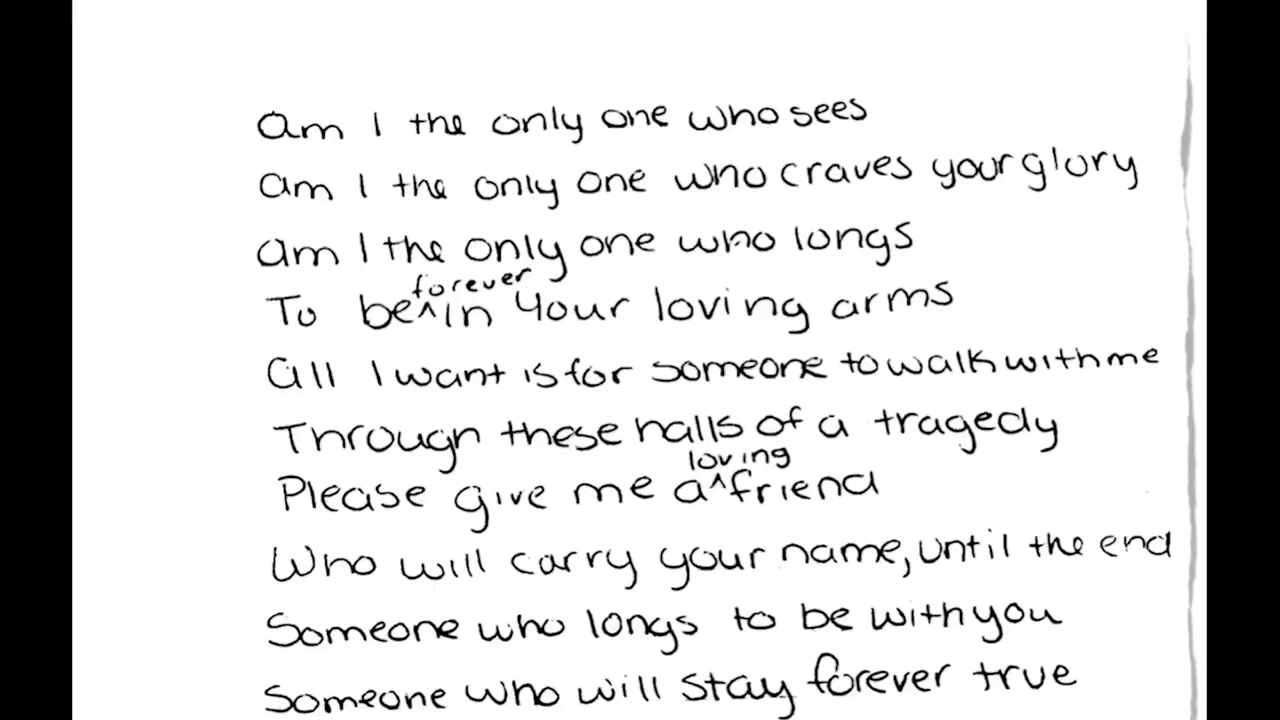 Am I the only one who sees
Am I the only one who craves your glory
Am I the only one who longs
To be ^forever in your loving arms
All I want is for someone to walk with me
Through these halls of a tragedy
Please give me a ^loving friend
Who will carry your name, until the end
Someone who longs to be with you
Someone who will stay forever true